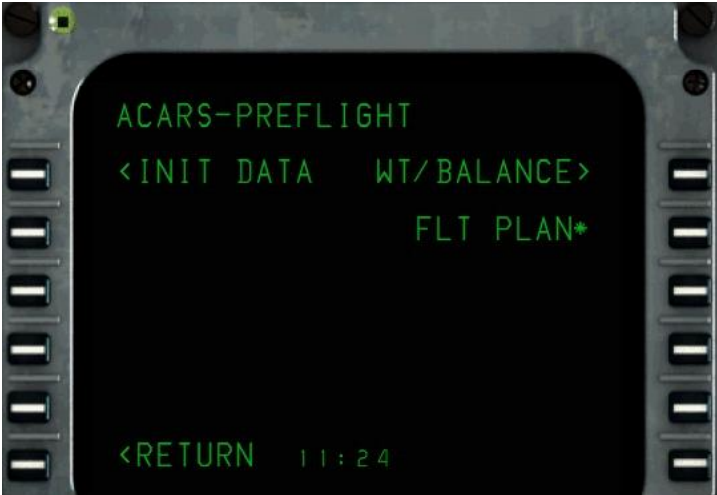 ACARS-PREFLIGHT
<INIT DATA WT/BALANCE>
FLT PLAN*
<RETURN 11:24